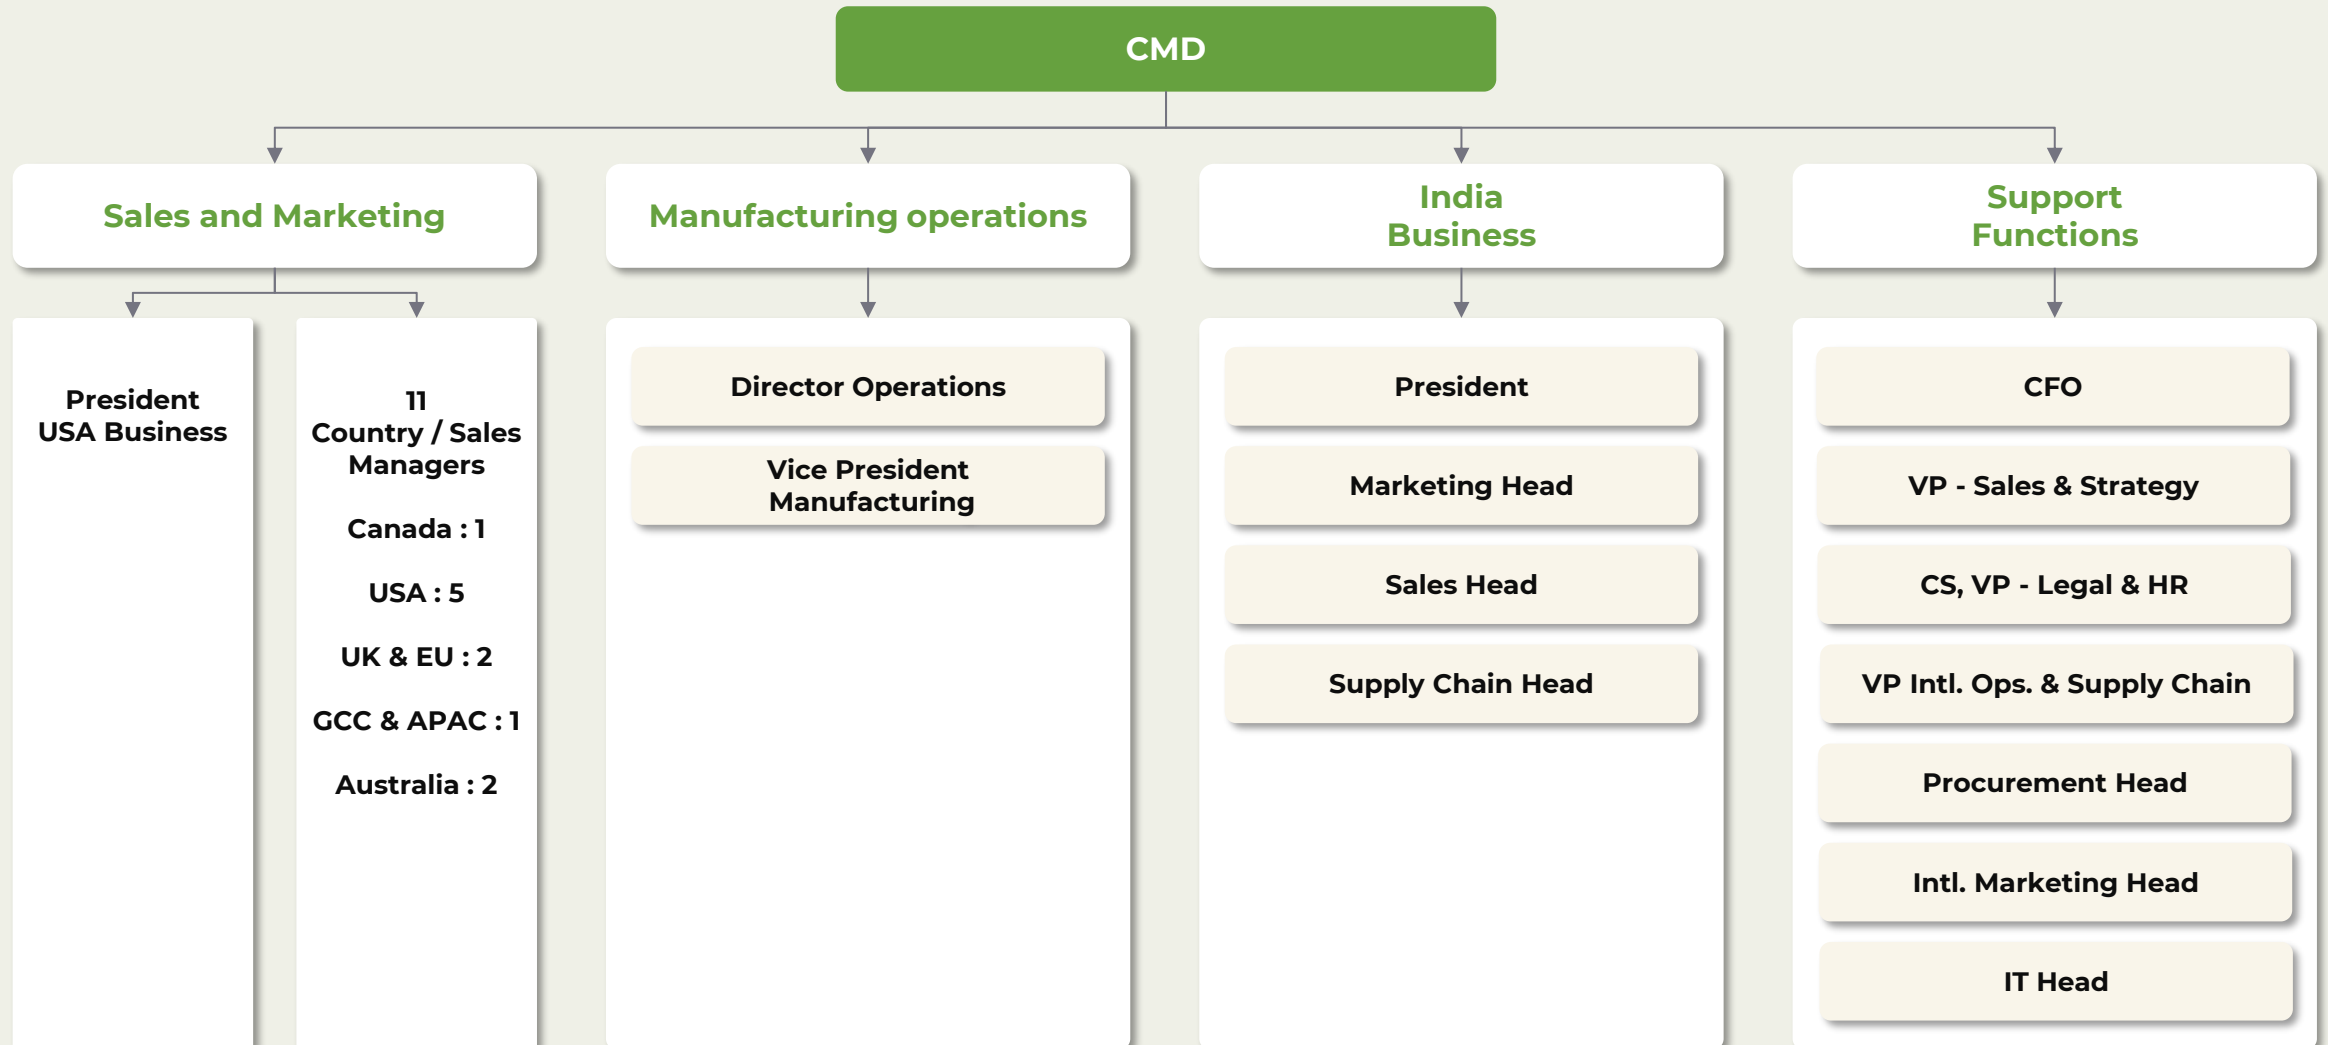 CMD
Sales and Marketing
Manufacturing operations
India
Business
Support
Functions
President
USA Business
11
Country / Sales
Managers
Canada : 1
USA : 5
UK & EU : 2
GCC & APAC : 1
Australia : 2
Director Operations
Vice President
Manufacturing
President
Marketing Head
Sales Head
Supply Chain Head
CFO
VP - Sales & Strategy
CS, VP - Legal & HR
VP Intl. Ops. & Supply Chain
Procurement Head
Intl. Marketing Head
IT Head